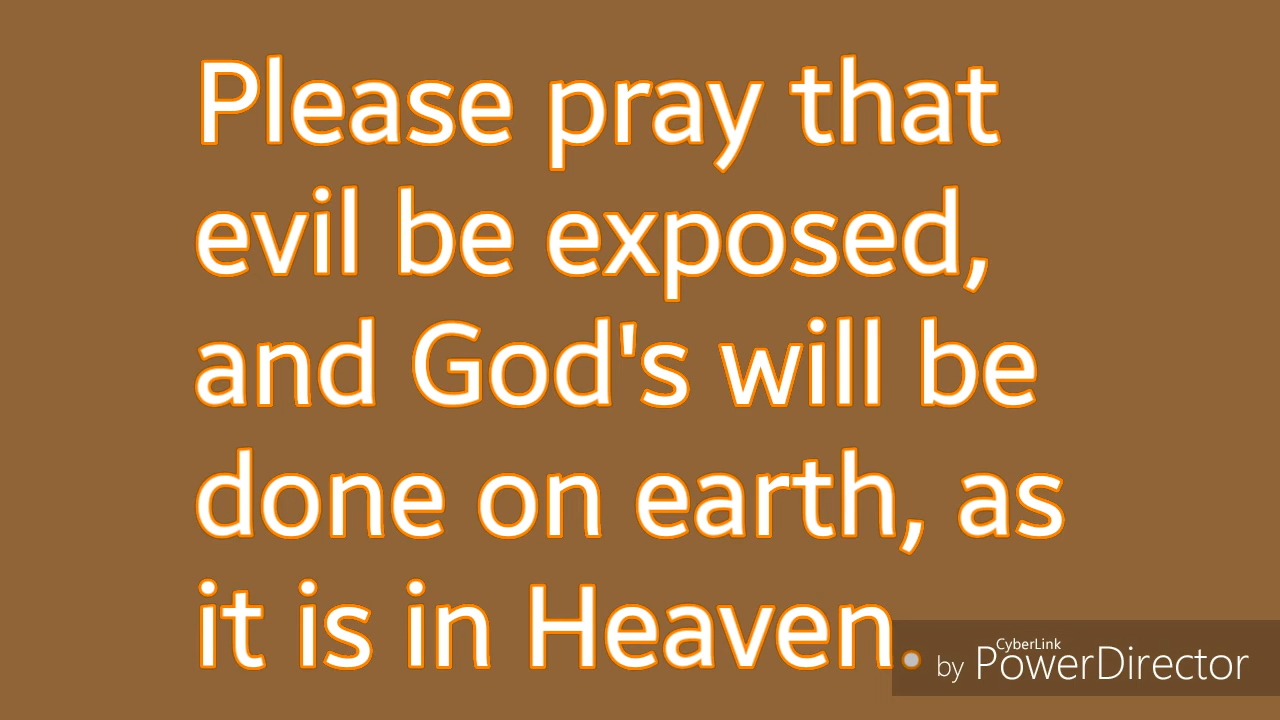 Please pray that
evil be exposed,
and God's will be
done on earth, as
it is in Heaven.
CyberLink
by PowerDirector